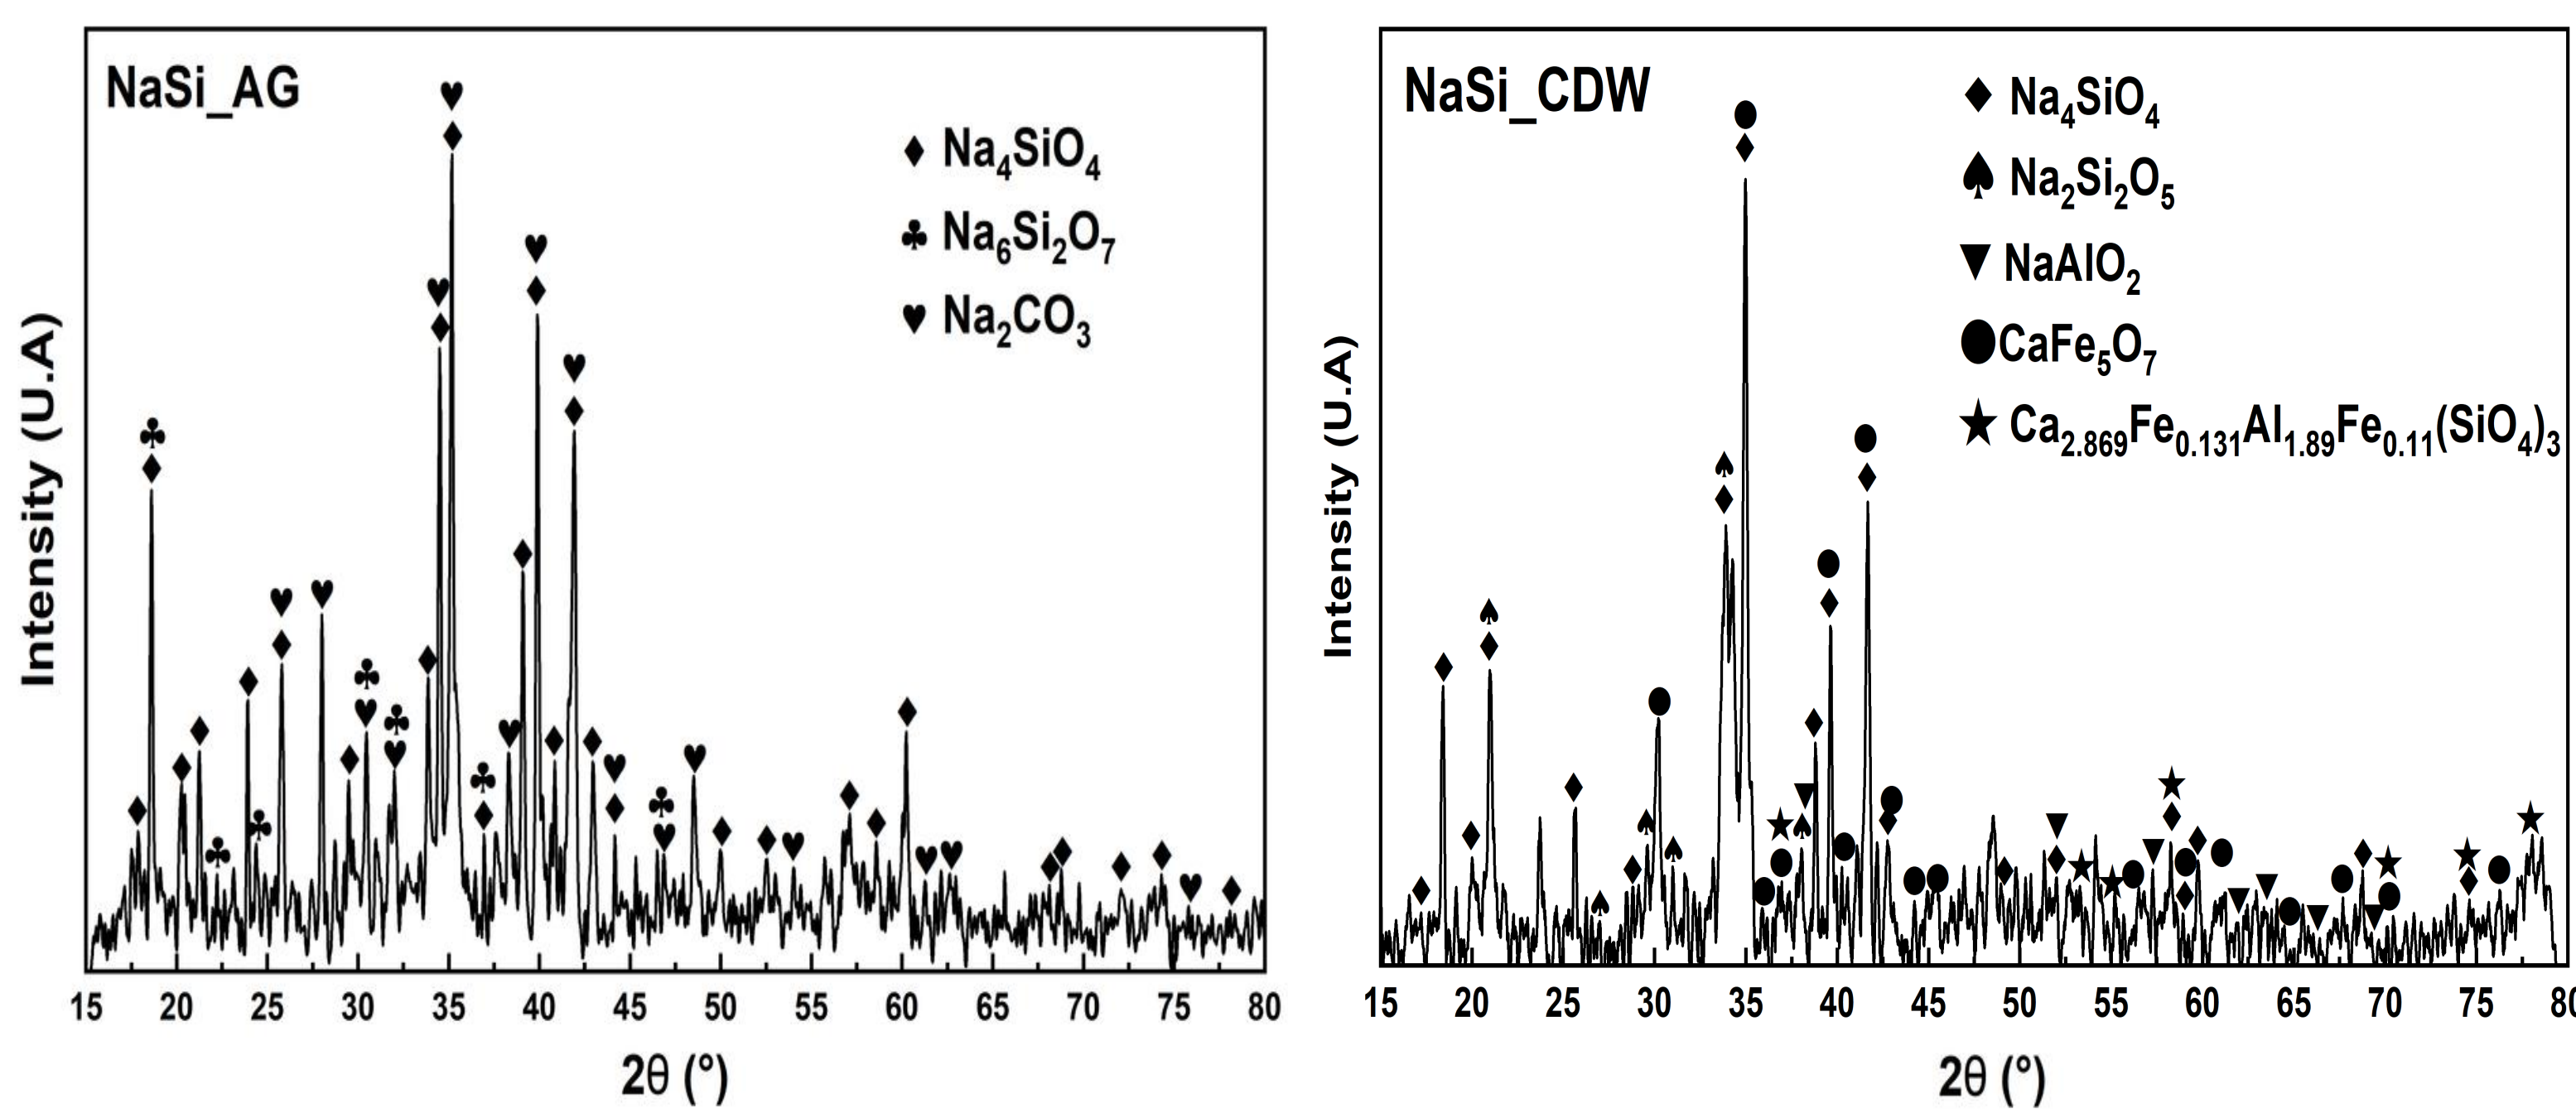 NaSi_AG
♦ Na₄SiO₄
♣ Na₆Si₂O₇
♥ Na₂CO₃
Intensity (U.A)
15 20 25 30 35 40 45 50 55 60 65 70 75 80
2θ (°)
NaSi_CDW
♦ Na₄SiO₄
♠ Na₂Si₂O₅
▼ NaAlO₂
● CaFe₅O₇
★ Ca₂.₈₆₉Fe₀.₁₃₁Al₁.₈₉Fe₀.₁₁(SiO₄)₃
Intensity (U.A)
15 20 25 30 35 40 45 50 55 60 65 70 75 80
2θ (°)